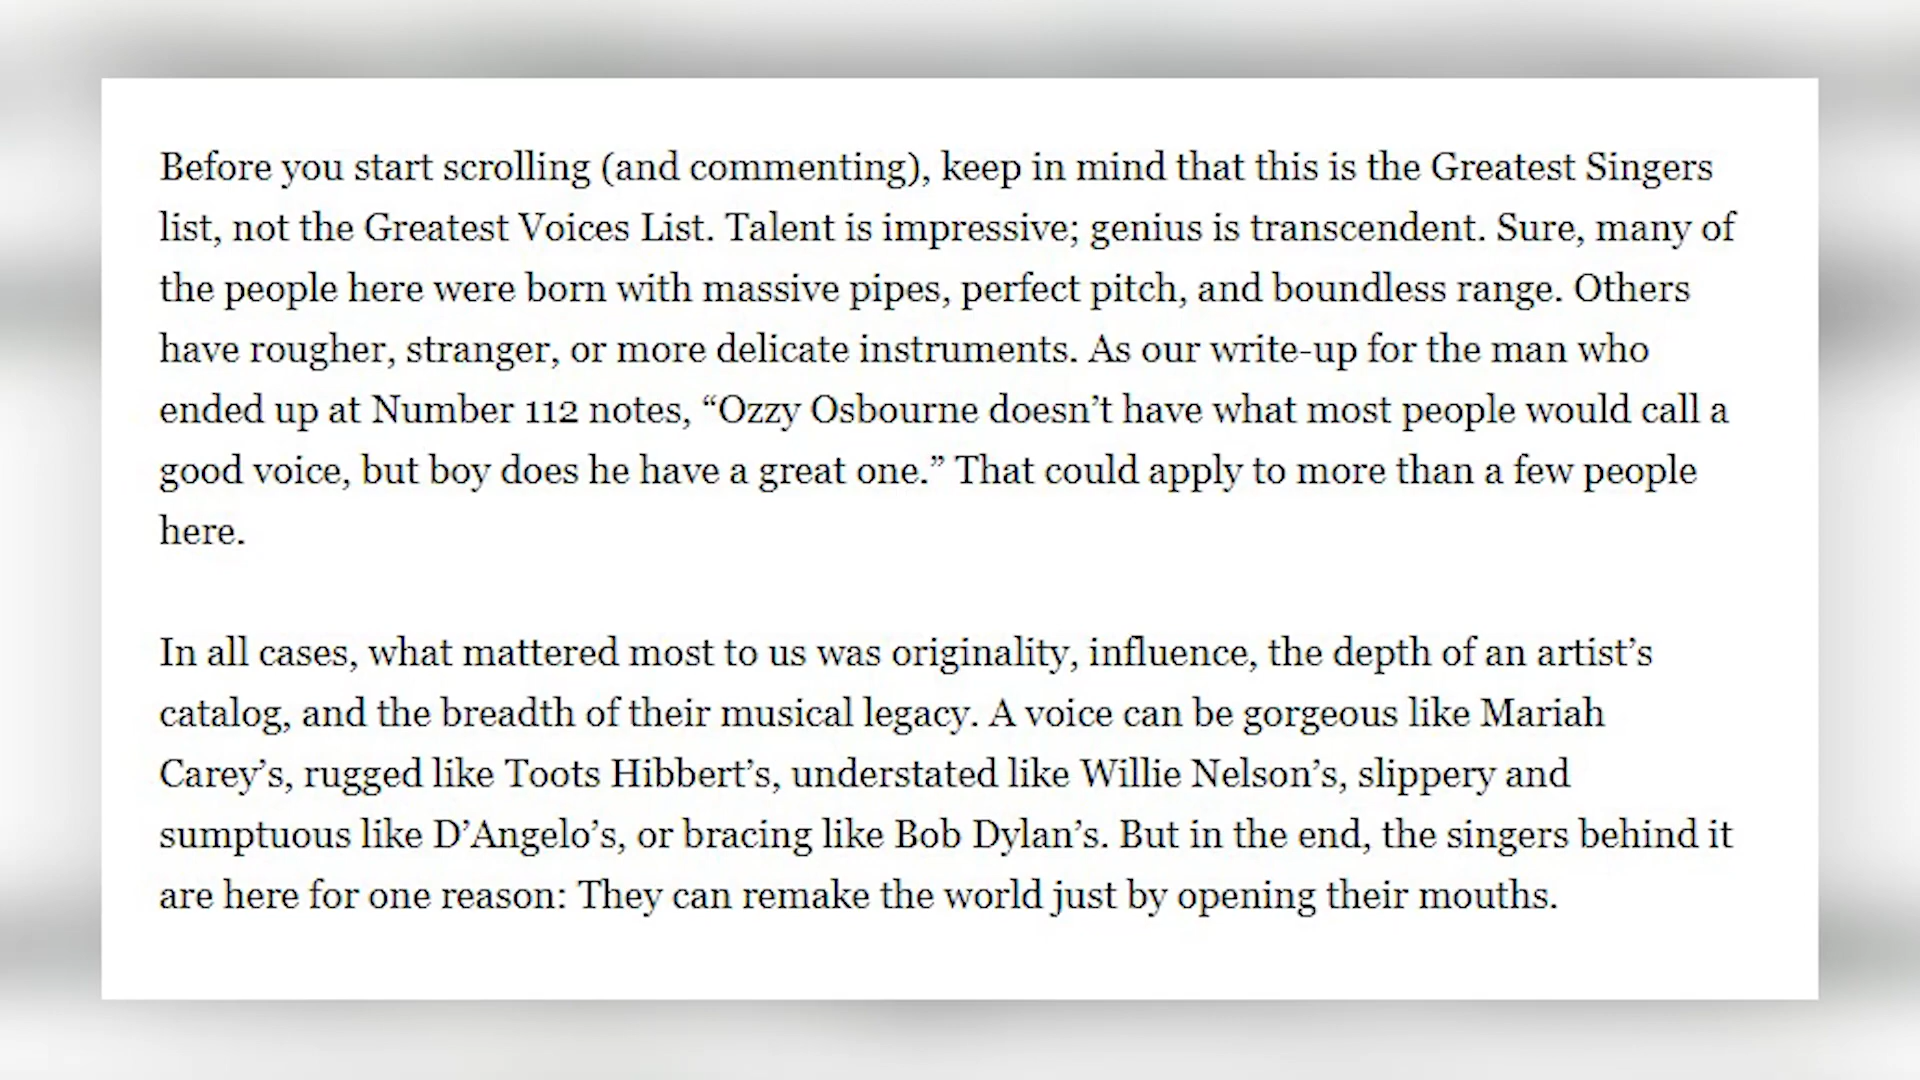 Before you start scrolling (and commenting), keep in mind that this is the Greatest Singers
list, not the Greatest Voices List. Talent is impressive; genius is transcendent. Sure, many of
the people here were born with massive pipes, perfect pitch, and boundless range. Others
have rougher, stranger, or more delicate instruments. As our write-up for the man who
ended up at Number 112 notes, “Ozzy Osbourne doesn’t have what most people would call a
good voice, but boy does he have a great one.” That could apply to more than a few people
here.
In all cases, what mattered most to us was originality, influence, the depth of an artist’s
catalog, and the breadth of their musical legacy. A voice can be gorgeous like Mariah
Carey’s, rugged like Toots Hibbert’s, understated like Willie Nelson’s, slippery and
sumptuous like D’Angelo’s, or bracing like Bob Dylan’s. But in the end, the singers behind it
are here for one reason: They can remake the world just by opening their mouths.